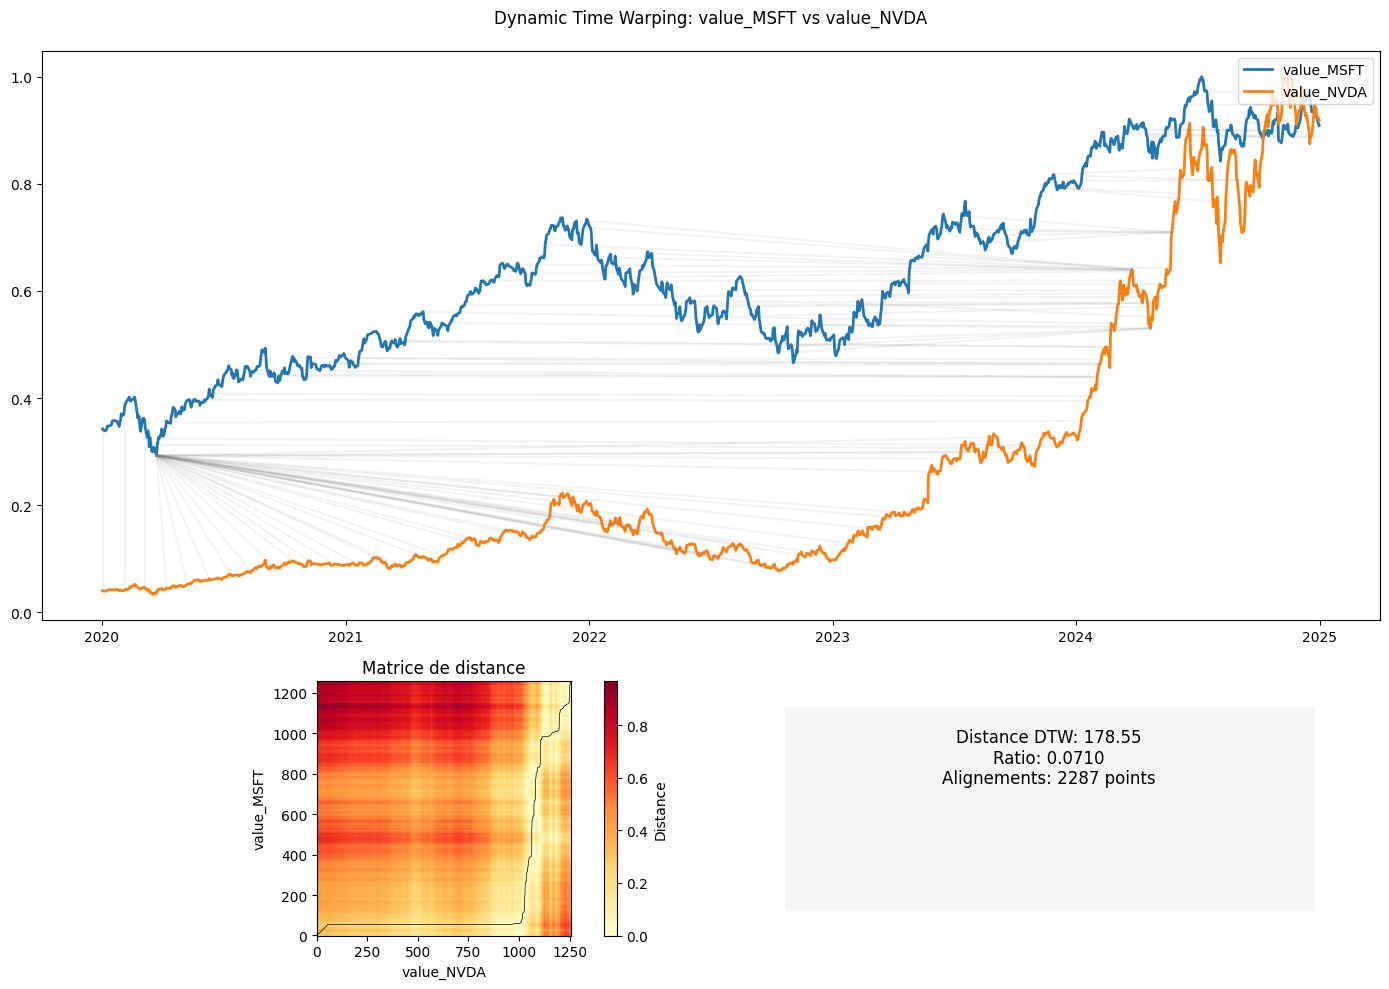 Dynamic Time Warping: value_MSFT vs value_NVDA
1.0
0.8
0.6
0.4
0.2
0.0
value_MSFT
value_NVDA
2020 2021 2022 2023 2024 2025
Matrice de distance
value_MSFT
1200
1000
800
600
400
200
0
0 250 500 750 1000 1250
value_NVDA
0.8
0.6
0.4
0.2
0.0
Distance
Distance DTW: 178.55
Ratio: 0.0710
Alignements: 2287 points